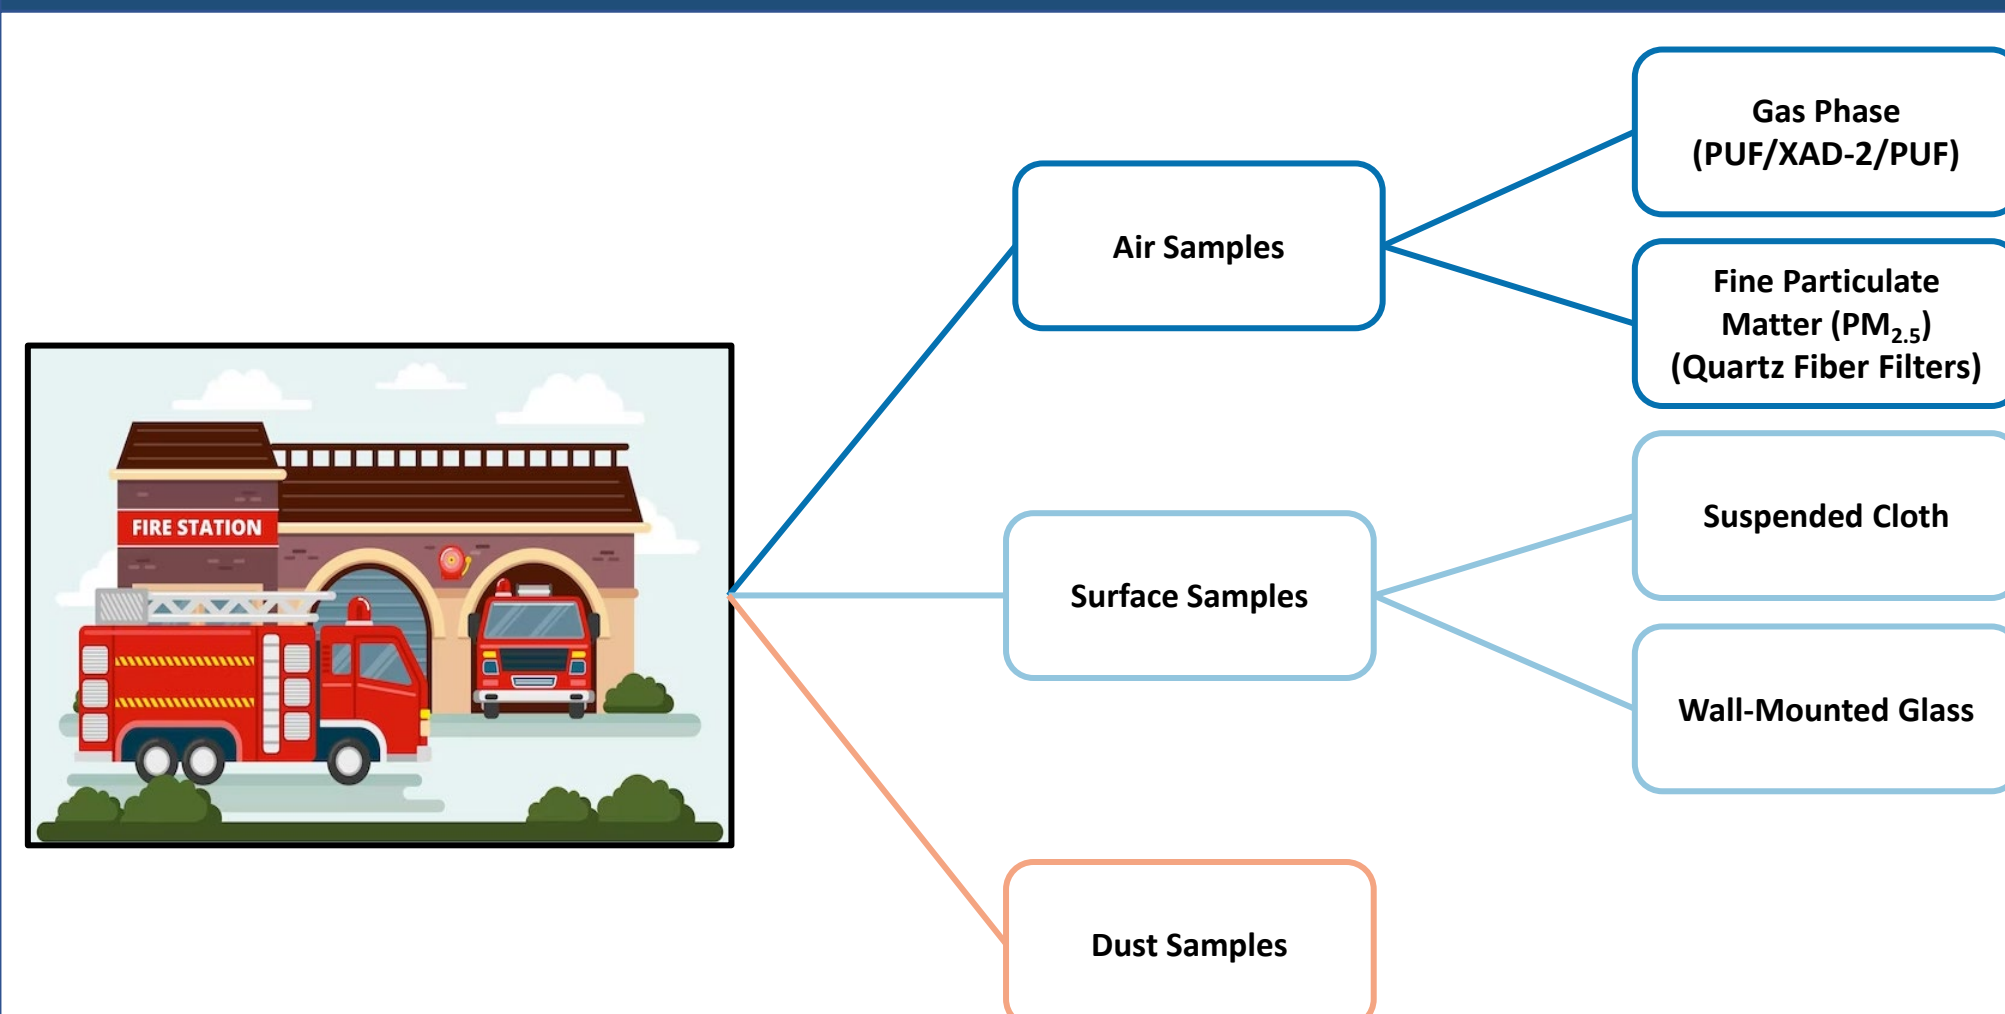 Gas Phase
(PUF/XAD-2/PUF)
Air Samples
Fine Particulate
Matter (PM2.5)
(Quartz Fiber Filters)
FIRE STATION
Suspended Cloth
Surface Samples
Wall-Mounted Glass
Dust Samples